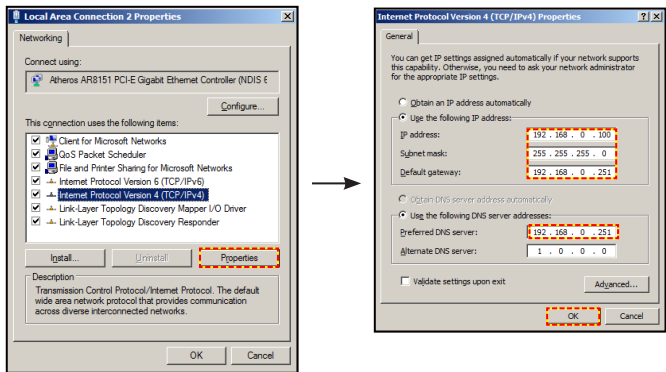 Local Area Connection 2 Properties
Networking
Connect using:
Atheros AR8151 PCI-E Gigabit Ethernet Controller (NDIS 6
Configure...
This connection uses the following items:
Client for Microsoft Networks
QoS Packet Scheduler
File and Printer Sharing for Microsoft Networks
Internet Protocol Version 6 (TCP/IPv6)
Internet Protocol Version 4 (TCP/IPv4)
Link-Layer Topology Discovery Mapper I/O Driver
Link-Layer Topology Discovery Responder
Install...
Uninstall
Properties
Description
Transmission Control Protocol/Internet Protocol. The default
wide area network protocol that provides communication
across diverse interconnected networks.
OK
Cancel
Internet Protocol Version 4 (TCP/IPv4) Properties
General
You can get IP settings assigned automatically if your network supports
this capability. Otherwise, you need to ask your network administrator
for the appropriate IP settings.
Obtain an IP address automatically
Use the following IP address:
IP address:
192 . 168 . 0 . 100
Subnet mask:
255 . 255 . 255 . 0
Default gateway:
192 . 168 . 0 . 251
Obtain DNS server address automatically
Use the following DNS server addresses:
Preferred DNS server:
192 . 168 . 0 . 251
Alternate DNS server:
1 . 0 . 0 . 0
Validate settings upon exit
Advanced...
OK
Cancel